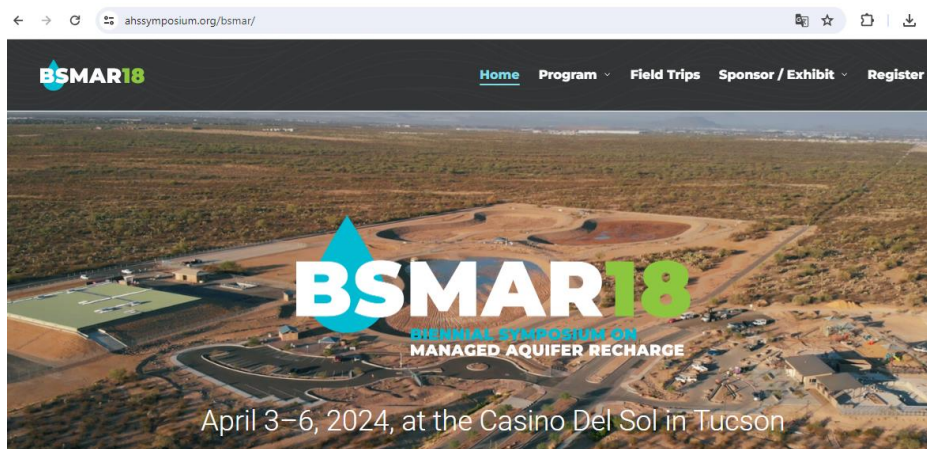 ahssymposium.org/bsmar/
BSMAR18
Home Program Field Trips Sponsor / Exhibit Register
BSMAR18
BIENNIAL SYMPOSIUM ON
MANAGED AQUIFER RECHARGE
April 3–6, 2024, at the Casino Del Sol in Tucson